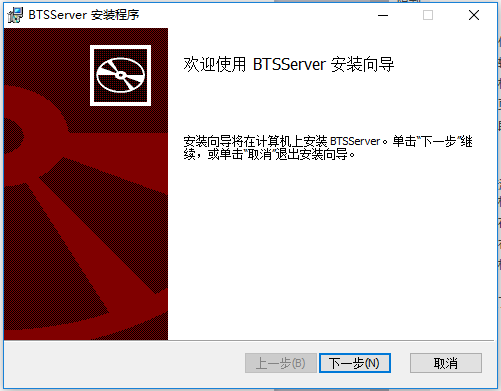 BTSServer 安装程序
欢迎使用 BTSServer 安装向导
安装向导将在计算机上安装 BTSServer。单击"下一步"继
续，或单击"取消"退出安装向导。
上一步(B)
下一步(N)
取消